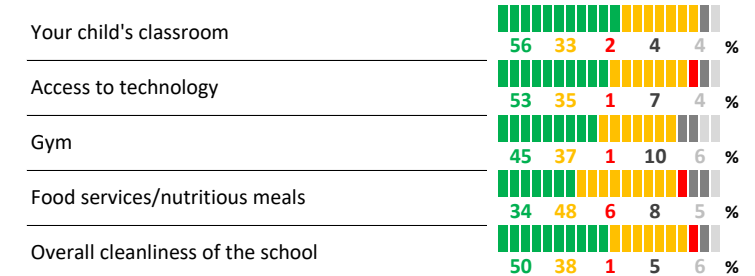 Your child's classroom
56 33 2 4 4 %
Access to technology
53 35 1 7 4 %
Gym
45 37 1 10 6 %
Food services/nutritious meals
34 48 6 8 5 %
Overall cleanliness of the school
50 38 1 5 6 %